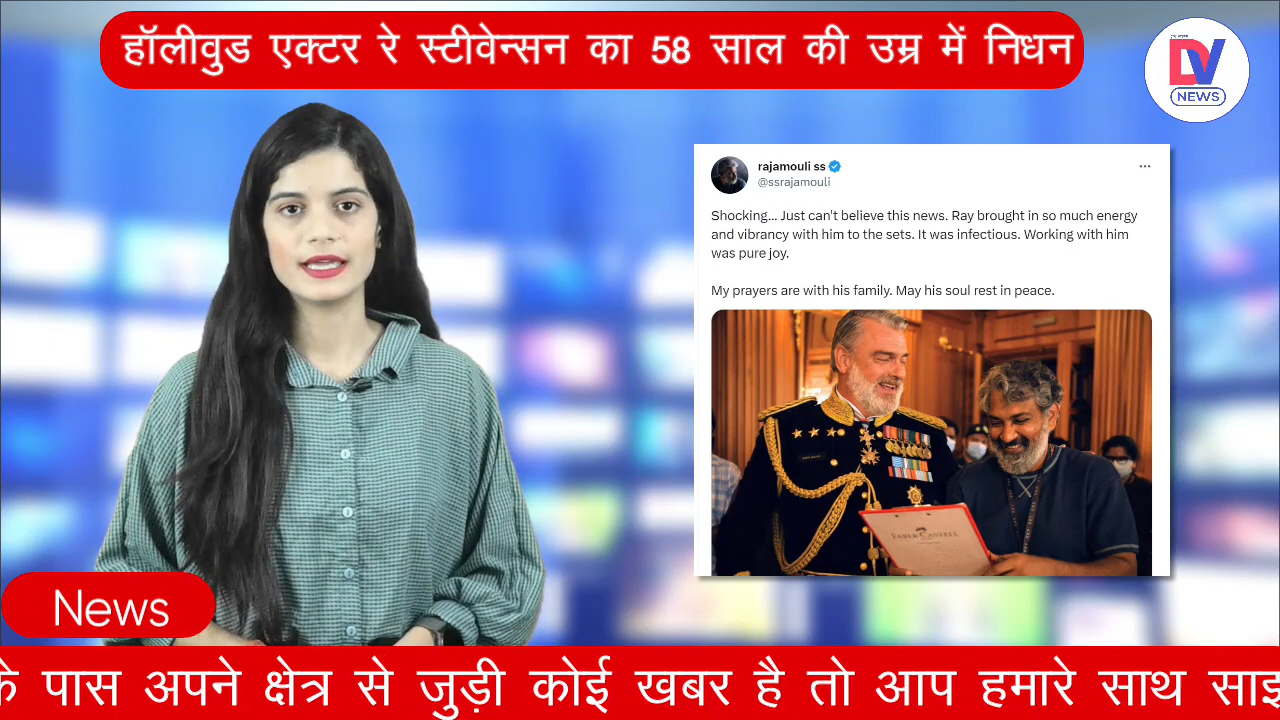 हॉलीवुड एक्टर रे स्टीवेन्सन का 58 साल की उम्र में निधन
DV
NEWS
rajamouli ss
@ssrajamouli
Shocking... Just can't believe this news. Ray brought in so much energy
and vibrancy with him to the sets. It was infectious. Working with him
was pure joy.
My prayers are with his family. May his soul rest in peace.
FABER-CASTELL
News
के पास अपने क्षेत्र से जुड़ी कोई खबर है तो आप हमारे साथ